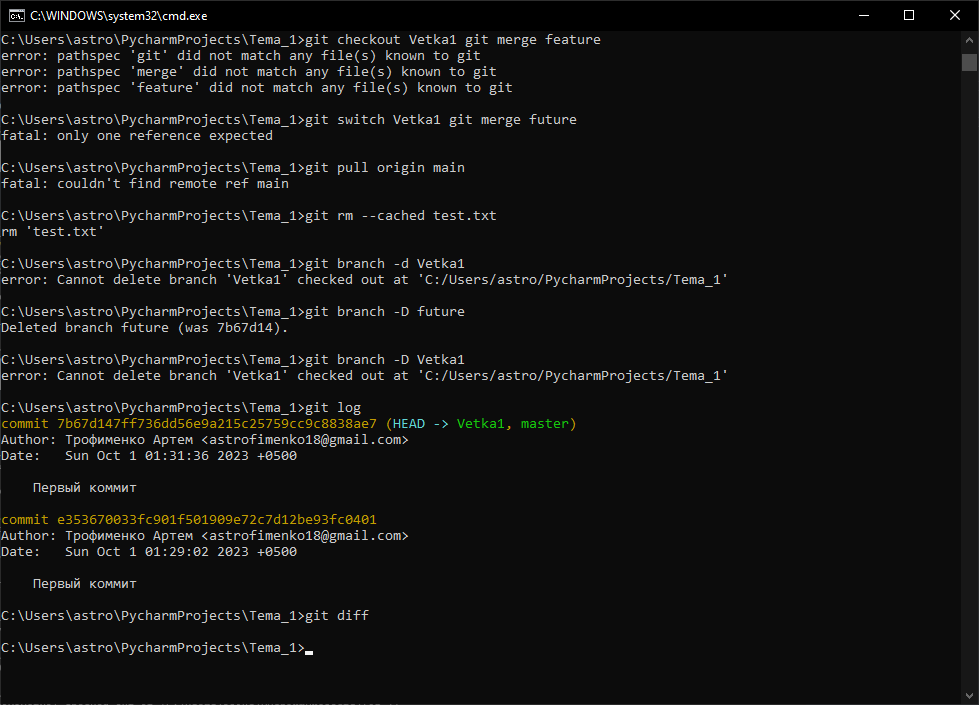 C:\WINDOWS\system32\cmd.exe
C:\Users\astro\PycharmProjects\Tema_1>git checkout Vetka1 git merge feature
error: pathspec 'git' did not match any file(s) known to git
error: pathspec 'merge' did not match any file(s) known to git
error: pathspec 'feature' did not match any file(s) known to git
C:\Users\astro\PycharmProjects\Tema_1>git switch Vetka1 git merge future
fatal: only one reference expected
C:\Users\astro\PycharmProjects\Tema_1>git pull origin main
fatal: couldn't find remote ref main
C:\Users\astro\PycharmProjects\Tema_1>git rm --cached test.txt
rm 'test.txt'
C:\Users\astro\PycharmProjects\Tema_1>git branch -d Vetka1
error: Cannot delete branch 'Vetka1' checked out at 'C:/Users/astro/PycharmProjects/Tema_1'
C:\Users\astro\PycharmProjects\Tema_1>git branch -D future
Deleted branch future (was 7b67d14).
C:\Users\astro\PycharmProjects\Tema_1>git branch -D Vetka1
error: Cannot delete branch 'Vetka1' checked out at 'C:/Users/astro/PycharmProjects/Tema_1'
C:\Users\astro\PycharmProjects\Tema_1>git log
commit 7b67d147ff736dd56e9a215c25759cc9c8838ae7 (HEAD -> Vetka1, master)
Author: Трофименко Артем <astrofimenko18@gmail.com>
Date:   Sun Oct 1 01:31:36 2023 +0500
Первый коммит
commit e353670033fc901f501909e72c7d12be93fc0401
Author: Трофименко Артем <astrofimenko18@gmail.com>
Date:   Sun Oct 1 01:29:02 2023 +0500
Первый коммит
C:\Users\astro\PycharmProjects\Tema_1>git diff
C:\Users\astro\PycharmProjects\Tema_1>